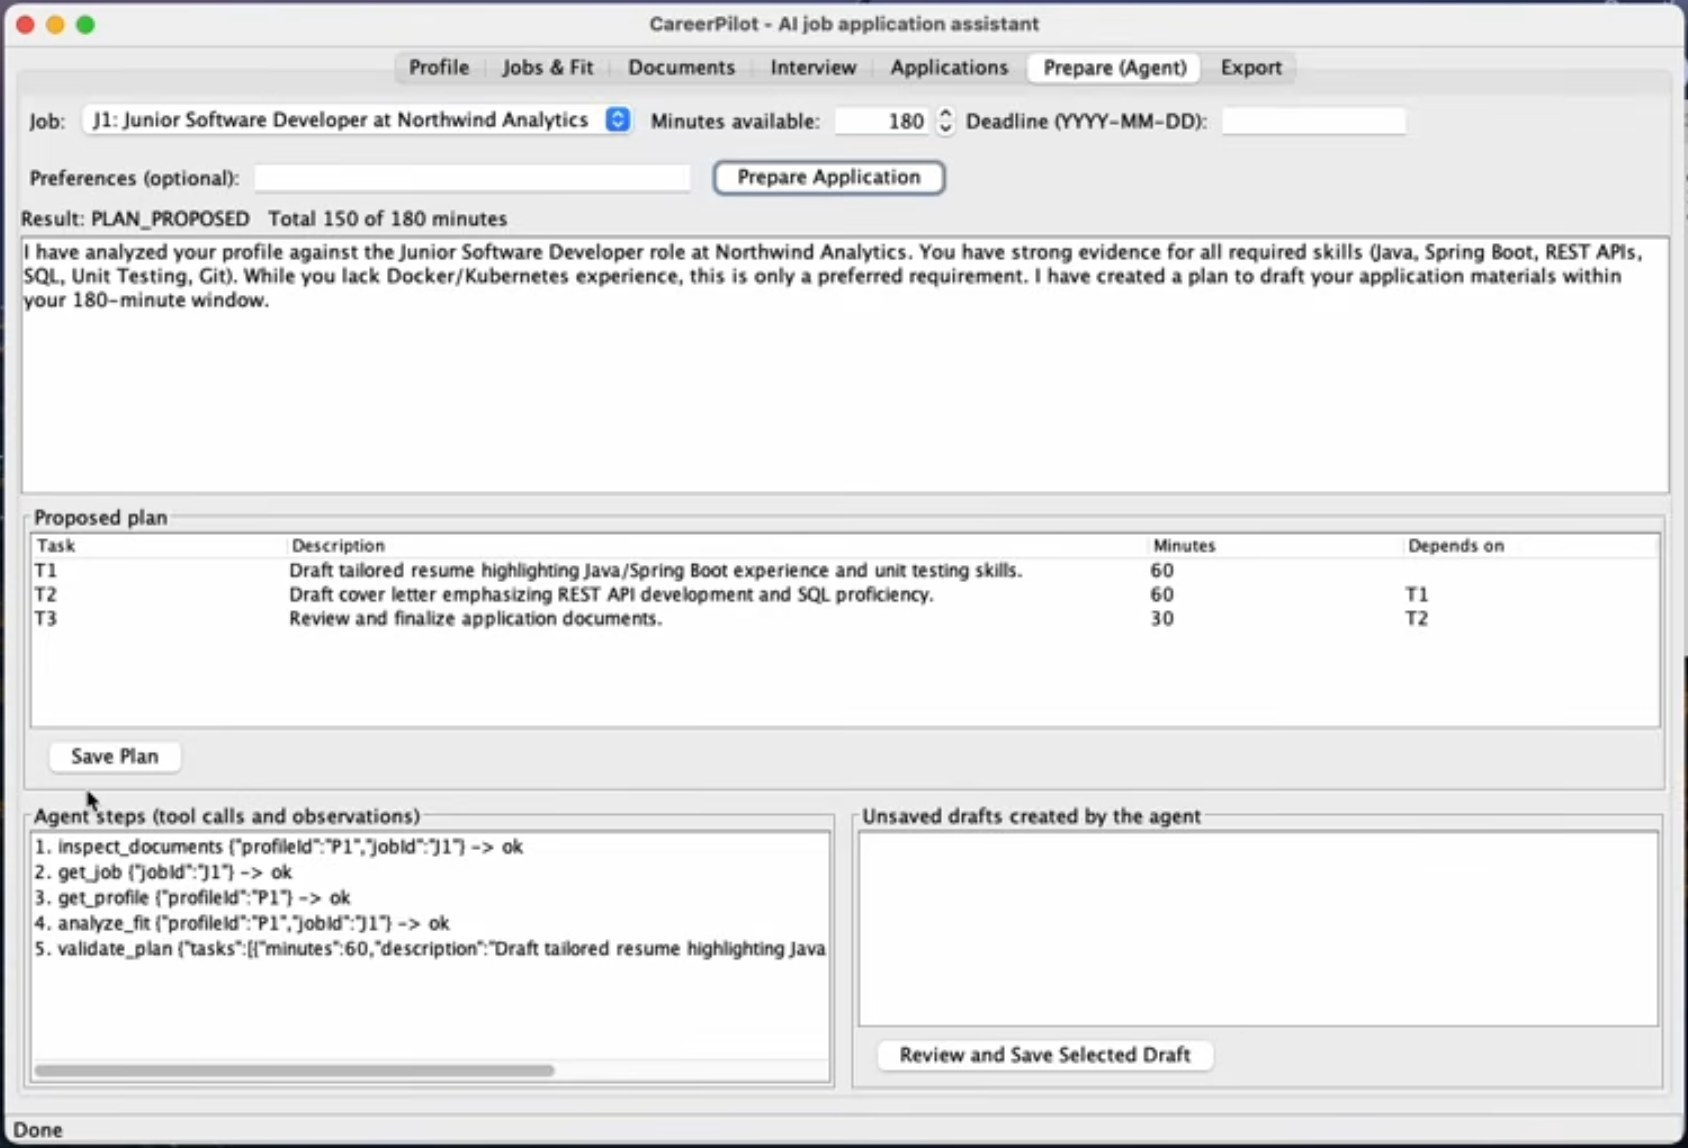 CareerPilot - AI job application assistant
Profile Jobs & Fit Documents Interview Applications Prepare (Agent) Export
Job: J1: Junior Software Developer at Northwind Analytics Minutes available: 180 Deadline (YYYY-MM-DD):
Preferences (optional): Prepare Application
Result: PLAN_PROPOSED Total 150 of 180 minutes
I have analyzed your profile against the Junior Software Developer role at Northwind Analytics. You have strong evidence for all required skills (Java, Spring Boot, REST APIs,
SQL, Unit Testing, Git). While you lack Docker/Kubernetes experience, this is only a preferred requirement. I have created a plan to draft your application materials within
your 180-minute window.
Proposed plan
Task Description Minutes Depends on
T1 Draft tailored resume highlighting Java/Spring Boot experience and unit testing skills. 60
T2 Draft cover letter emphasizing REST API development and SQL proficiency. 60 T1
T3 Review and finalize application documents. 30 T2
Save Plan
Agent steps (tool calls and observations)
1. inspect_documents {"profileId":"P1","jobId":"J1"} -> ok
2. get_job {"jobId":"J1"} -> ok
3. get_profile {"profileId":"P1"} -> ok
4. analyze_fit {"profileId":"P1","jobId":"J1"} -> ok
5. validate_plan {"tasks":[{"minutes":60,"description":"Draft tailored resume highlighting Java
Unsaved drafts created by the agent
Review and Save Selected Draft
Done